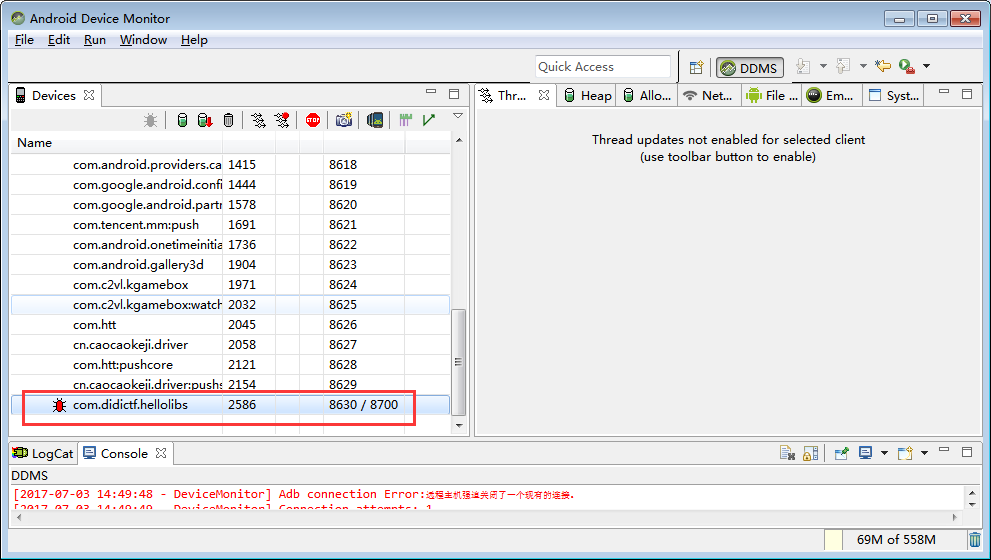 Android Device Monitor
File Edit Run Window Help
Quick Access
DDMS
Devices
Thr... Heap Allo... Net... File ... Em... Syst...
Name
Thread updates not enabled for selected client
(use toolbar button to enable)
com.android.providers.ca 1415 8618
com.google.android.confi 1444 8619
com.google.android.partn 1578 8620
com.tencent.mm:push 1691 8621
com.android.onetimeinitia 1736 8622
com.android.gallery3d 1904 8623
com.c2vl.kgamebox 1971 8624
com.c2vl.kgamebox:watch 2032 8625
com.htt 2045 8626
cn.caocaokeji.driver 2058 8627
com.htt:pushcore 2121 8628
cn.caocaokeji.driver:pushs 2154 8629
com.didictf.hellolibs 2586 8630 / 8700
LogCat Console
DDMS
[2017-07-03 14:49:48 - DeviceMonitor] Adb connection Error:远程主机强迫关闭了一个现有的连接.
[2017-07-03 14:49:49 - DeviceMonitor] Connection attempts: 1
69M of 558M